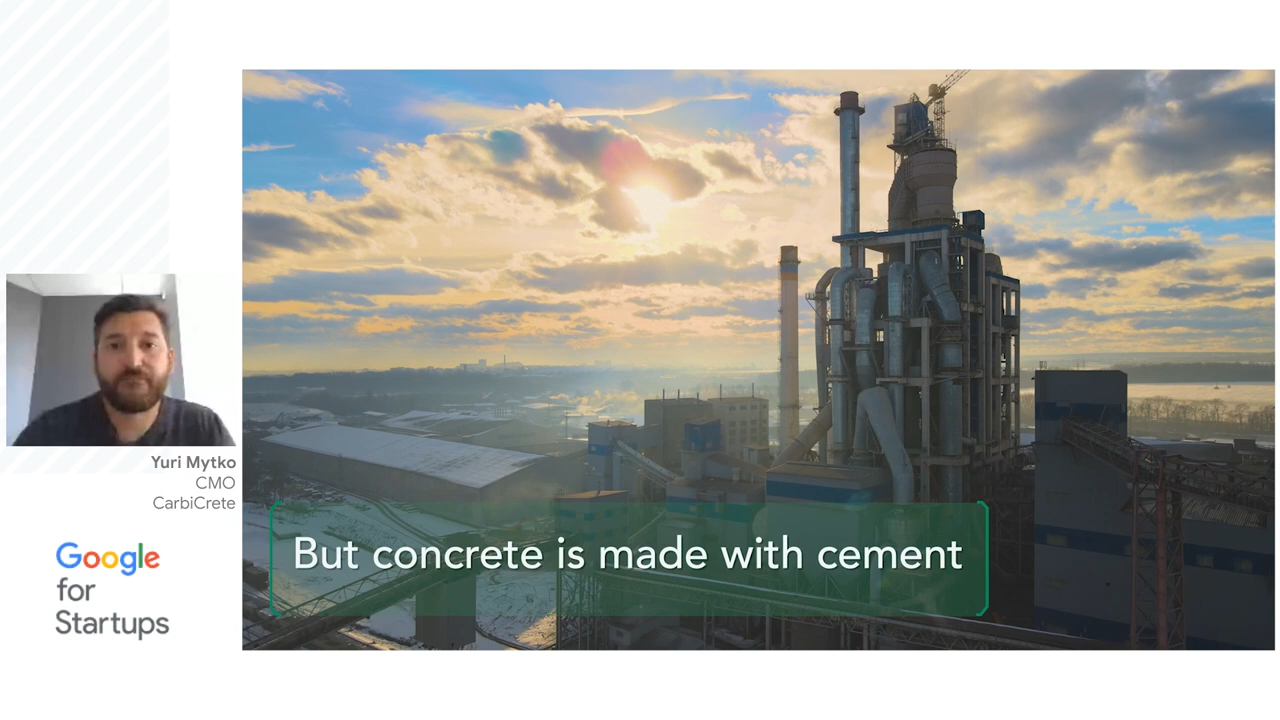 Yuri Mytko
CMO
CarbiCrete
Google
for
Startups
But concrete is made with cement